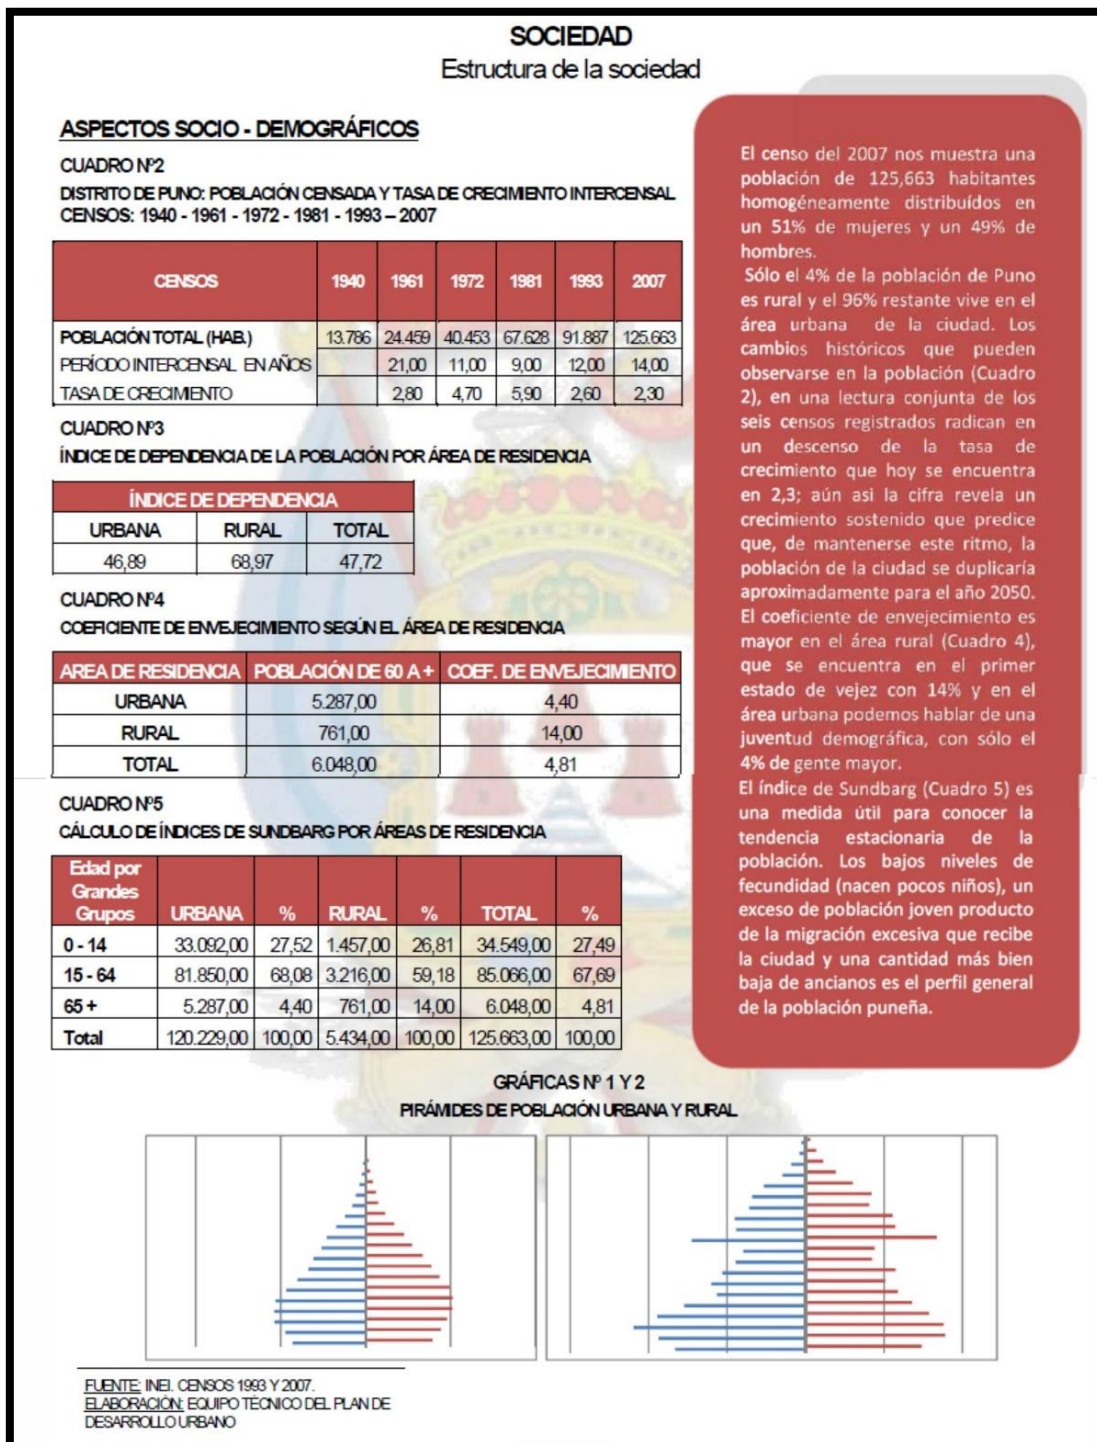 SOCIEDAD
Estructura de la sociedad
ASPECTOS SOCIO - DEMOGRÁFICOS
CUADRO Nº2
DISTRITO DE PUNO: POBLACIÓN CENSADA Y TASA DE CRECIMIENTO INTERCENSAL
CENSOS: 1940 - 1961 - 1972 - 1981 - 1993 – 2007
CENSOS 1940 1961 1972 1981 1993 2007
POBLACIÓN TOTAL (HAB.) 13.786 24.459 40.453 67.628 91.887 125.663
PERÍODO INTERCENSAL EN AÑOS 21,00 11,00 9,00 12,00 14,00
TASA DE CRECIMIENTO 2,80 4,70 5,90 2,60 2,30
CUADRO Nº3
ÍNDICE DE DEPENDENCIA DE LA POBLACIÓN POR ÁREA DE RESIDENCIA
ÍNDICE DE DEPENDENCIA
URBANA RURAL TOTAL
46,89 68,97 47,72
CUADRO Nº4
COEFICIENTE DE ENVEJECIMIENTO SEGÚN EL ÁREA DE RESIDENCIA
AREA DE RESIDENCIA POBLACIÓN DE 60 A + COEF. DE ENVEJECIMIENTO
URBANA 5.287,00 4,40
RURAL 761,00 14,00
TOTAL 6.048,00 4,81
CUADRO Nº5
CÁLCULO DE ÍNDICES DE SUNDBARG POR ÁREAS DE RESIDENCIA
Edad por
Grandes
Grupos URBANA % RURAL % TOTAL %
0 - 14 33.092,00 27,52 1.457,00 26,81 34.549,00 27,49
15 - 64 81.850,00 68,08 3.216,00 59,18 85.066,00 67,69
65 + 5.287,00 4,40 761,00 14,00 6.048,00 4,81
Total 120.229,00 100,00 5.434,00 100,00 125.663,00 100,00
El censo del 2007 nos muestra una
población de 125,663 habitantes
homogéneamente distribuídos en
un 51% de mujeres y un 49% de
hombres.
Sólo el 4% de la población de Puno
es rural y el 96% restante vive en el
área urbana de la ciudad. Los
cambios históricos que pueden
observarse en la población (Cuadro
2), en una lectura conjunta de los
seis censos registrados radican en
un descenso de la tasa de
crecimiento que hoy se encuentra
en 2,3; aún asi la cifra revela un
crecimiento sostenido que predice
que, de mantenerse este ritmo, la
población de la ciudad se duplicaría
aproximadamente para el año 2050.
El coeficiente de envejecimiento es
mayor en el área rural (Cuadro 4),
que se encuentra en el primer
estado de vejez con 14% y en el
área urbana podemos hablar de una
juventud demográfica, con sólo el
4% de gente mayor.
El índice de Sundbarg (Cuadro 5) es
una medida útil para conocer la
tendencia estacionaria de la
población. Los bajos niveles de
fecundidad (nacen pocos niños), un
exceso de población joven producto
de la migración excesiva que recibe
la ciudad y una cantidad más bien
baja de ancianos es el perfil general
de la población puneña.
GRÁFICAS Nº 1 Y 2
PIRÁMIDES DE POBLACIÓN URBANA Y RURAL
FUENTE: INEI. CENSOS 1993 Y 2007.
ELABORACIÓN: EQUIPO TÉCNICO DEL PLAN DE
DESARROLLO URBANO